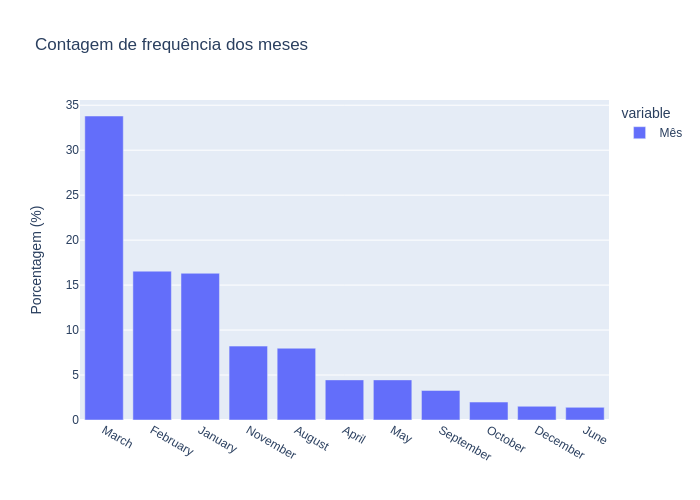 Contagem de frequência dos meses
variable
Mês
Porcentagem (%)
35
30
25
20
15
10
5
0
March
February
January
November
August
April
May
September
October
December
June